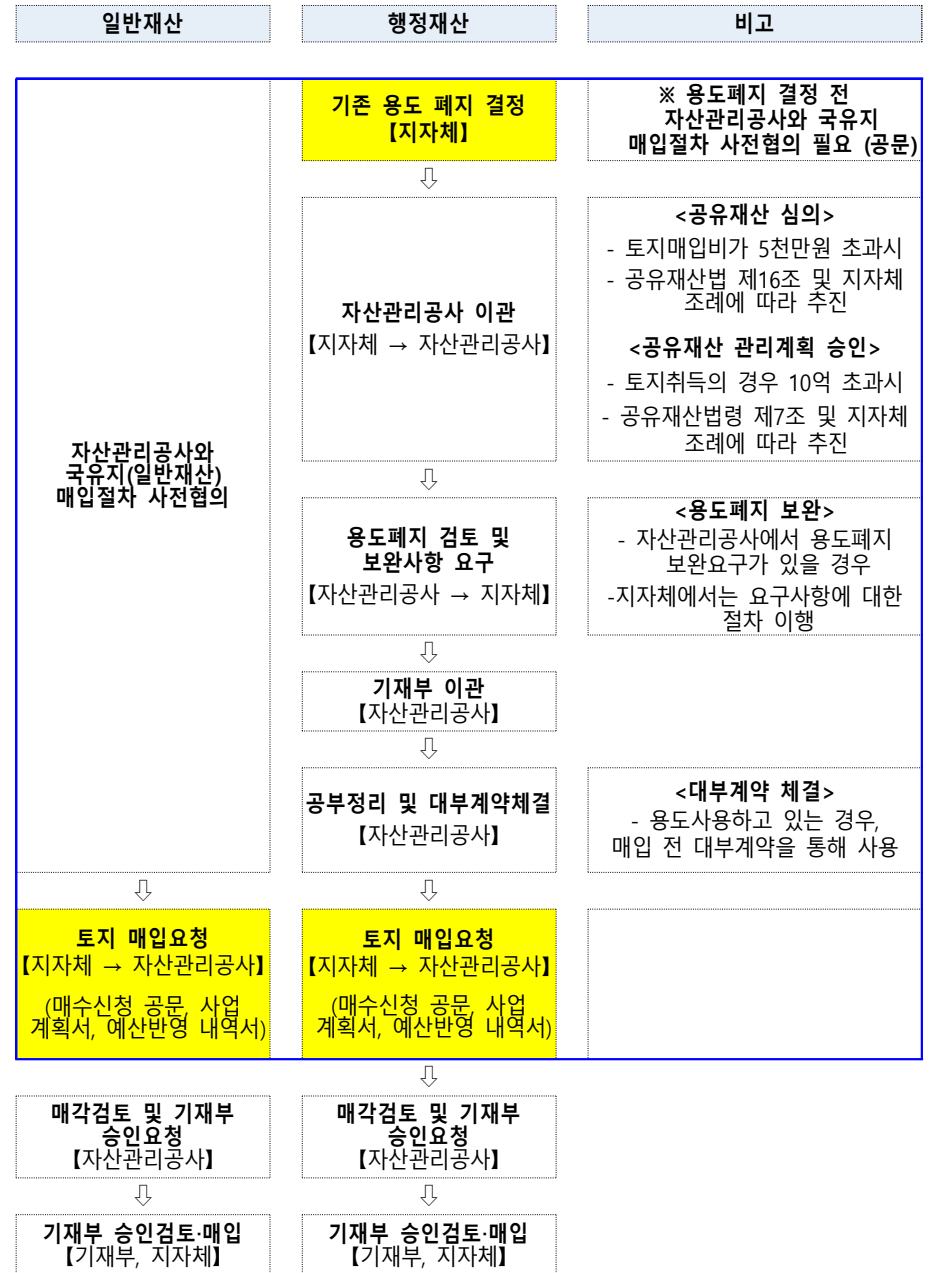 일반재산
행정재산
비고
기존 용도 폐지 결정
【지자체】
※ 용도폐지 결정 전
자산관리공사와 국유지
매입절차 사전협의 필요 (공문)
⇩
자산관리공사 이관
【지자체 → 자산관리공사】
<공유재산 심의>
- 토지매입비가 5천만원 초과시
- 공유재산법 제16조 및 지자체
조례에 따라 추진
<공유재산 관리계획 승인>
- 토지취득의 경우 10억 초과시
- 공유재산법령 제7조 및 지자체
조례에 따라 추진
자산관리공사와
국유지(일반재산)
매입절차 사전협의
⇩
용도폐지 검토 및
보완사항 요구
【자산관리공사 → 지자체】
<용도폐지 보완>
- 자산관리공사에서 용도폐지
보완요구가 있을 경우
-지자체에서는 요구사항에 대한
절차 이행
⇩
기재부 이관
【자산관리공사】
⇩
공부정리 및 대부계약체결
【자산관리공사】
<대부계약 체결>
- 용도사용하고 있는 경우,
매입 전 대부계약을 통해 사용
⇩
⇩
토지 매입요청
【지자체 → 자산관리공사】
(매수신청 공문, 사업
계획서, 예산반영 내역서)
토지 매입요청
【지자체 → 자산관리공사】
(매수신청 공문, 사업
계획서, 예산반영 내역서)
⇩
매각검토 및 기재부
승인요청
【자산관리공사】
매각검토 및 기재부
승인요청
【자산관리공사】
⇩
⇩
기재부 승인검토·매입
【기재부, 지자체】
기재부 승인검토·매입
【기재부, 지자체】